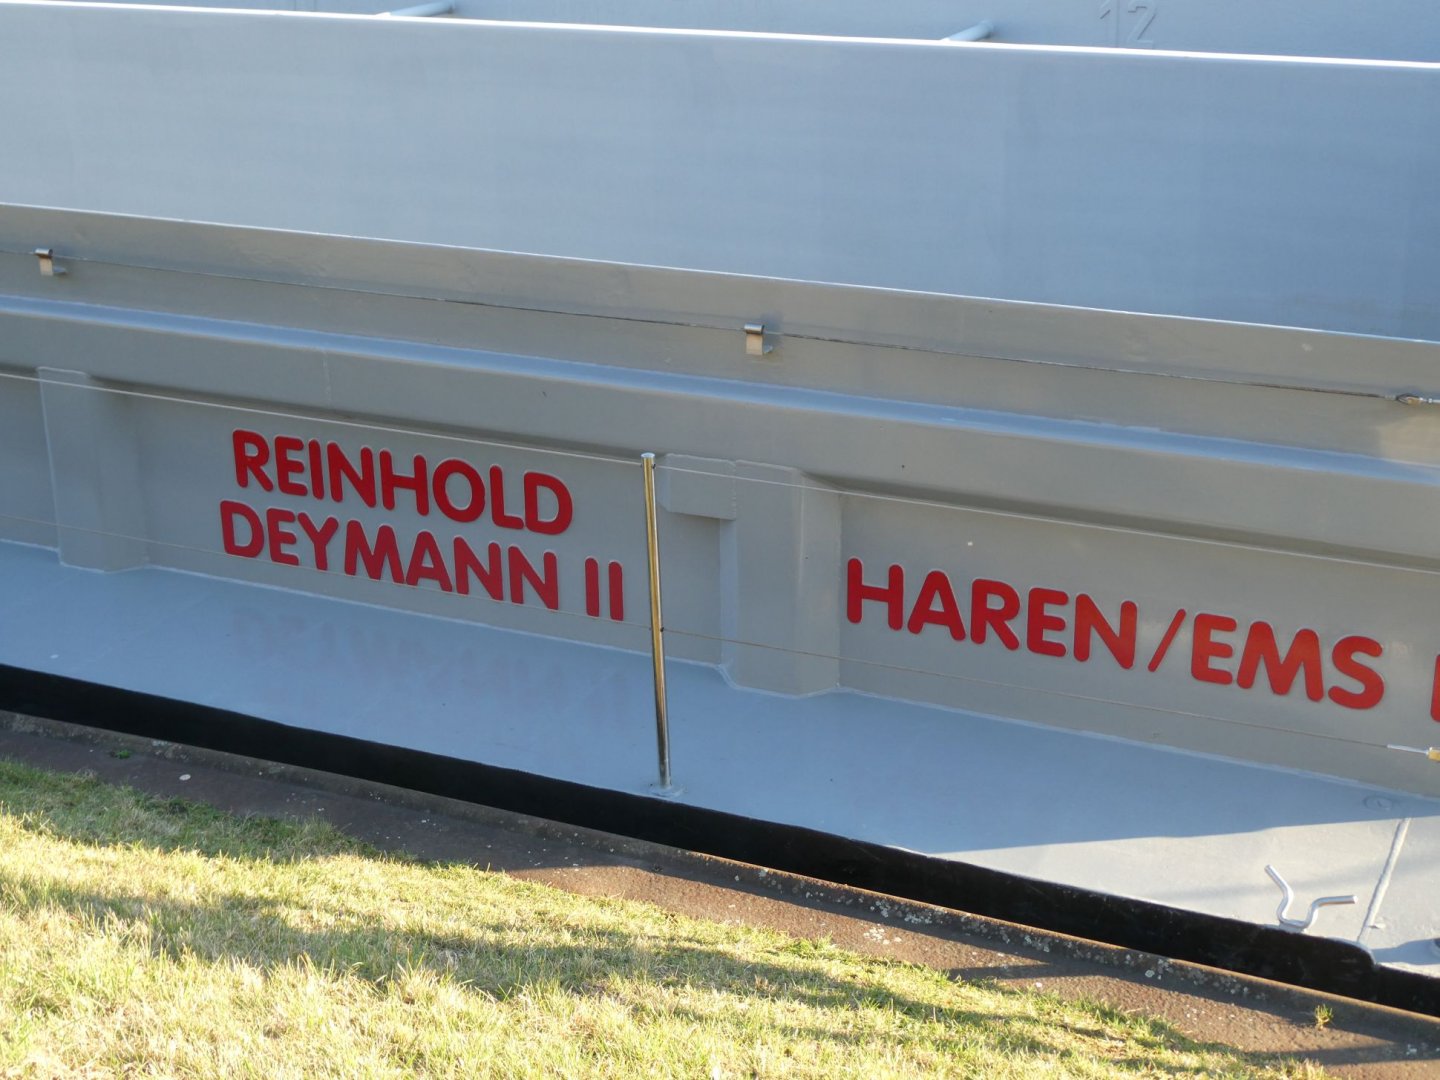 12
REINHOLD
DEYMANN II
HAREN/EMS